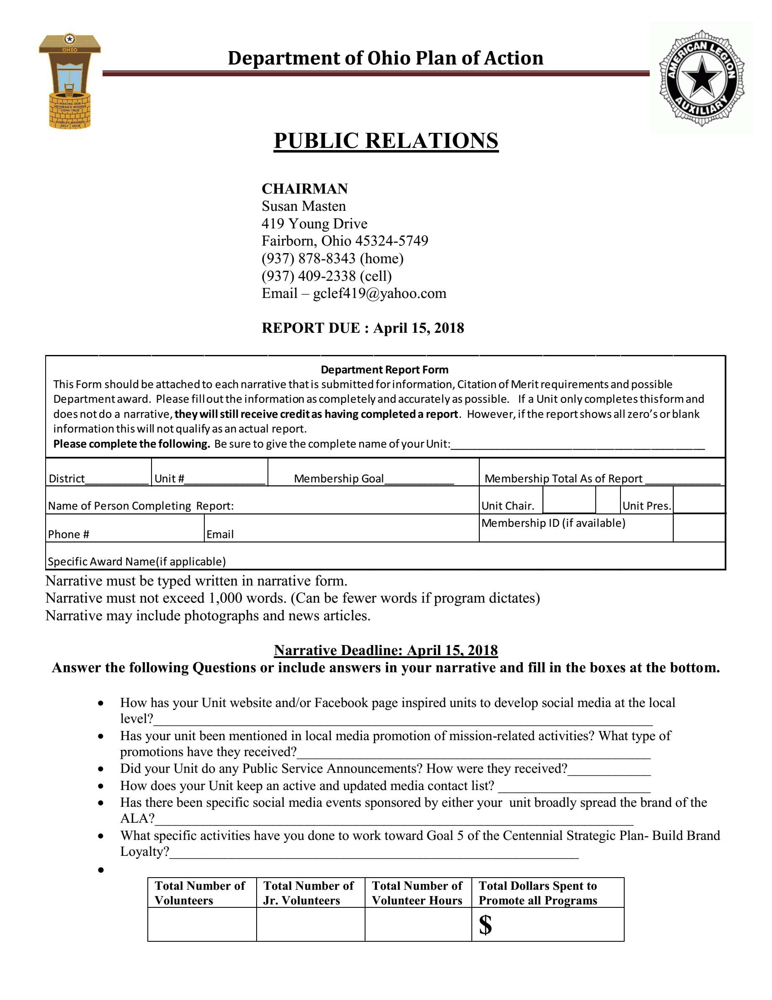 OHIO
MAKING OUR
VETERAN'S WISHES
COME TRUE
SHIRLEY MAURER
2017 - 2018
Department of Ohio Plan of Action
AMERICAN LEGION
AUXILIARY
PUBLIC RELATIONS
CHAIRMAN
Susan Masten
419 Young Drive
Fairborn, Ohio 45324-5749
(937) 878-8343 (home)
(937) 409-2338 (cell)
Email – gclef419@yahoo.com
REPORT DUE : April 15, 2018
Department Report Form
This Form should be attached to each narrative that is submitted for information, Citation of Merit requirements and possible
Department award. Please fill out the information as completely and accurately as possible. If a Unit only completes this form and
does not do a narrative, they will still receive credit as having completed a report. However, if the report shows all zero's or blank
information this will not qualify as an actual report.
Please complete the following. Be sure to give the complete name of your Unit:____________________
District__________ Unit #__________ Membership Goal__________ Membership Total As of Report __________
Name of Person Completing Report: Unit Chair. Unit Pres.
Membership ID (if available)
Phone # Email
Specific Award Name(if applicable)
Narrative must be typed written in narrative form.
Narrative must not exceed 1,000 words. (Can be fewer words if program dictates)
Narrative may include photographs and news articles.
Narrative Deadline: April 15, 2018
Answer the following Questions or include answers in your narrative and fill in the boxes at the bottom.
• How has your Unit website and/or Facebook page inspired units to develop social media at the local
level?____________________
• Has your unit been mentioned in local media promotion of mission-related activities? What type of
promotions have they received?____________________
• Did your Unit do any Public Service Announcements? How were they received?____________
• How does your Unit keep an active and updated media contact list? ____________________
• Has there been specific social media events sponsored by either your unit broadly spread the brand of the
ALA?____________________
• What specific activities have you done to work toward Goal 5 of the Centennial Strategic Plan- Build Brand
Loyalty?____________________
•
Total Number of Total Number of Total Number of Total Dollars Spent to
Volunteers Jr. Volunteers Volunteer Hours Promote all Programs
$